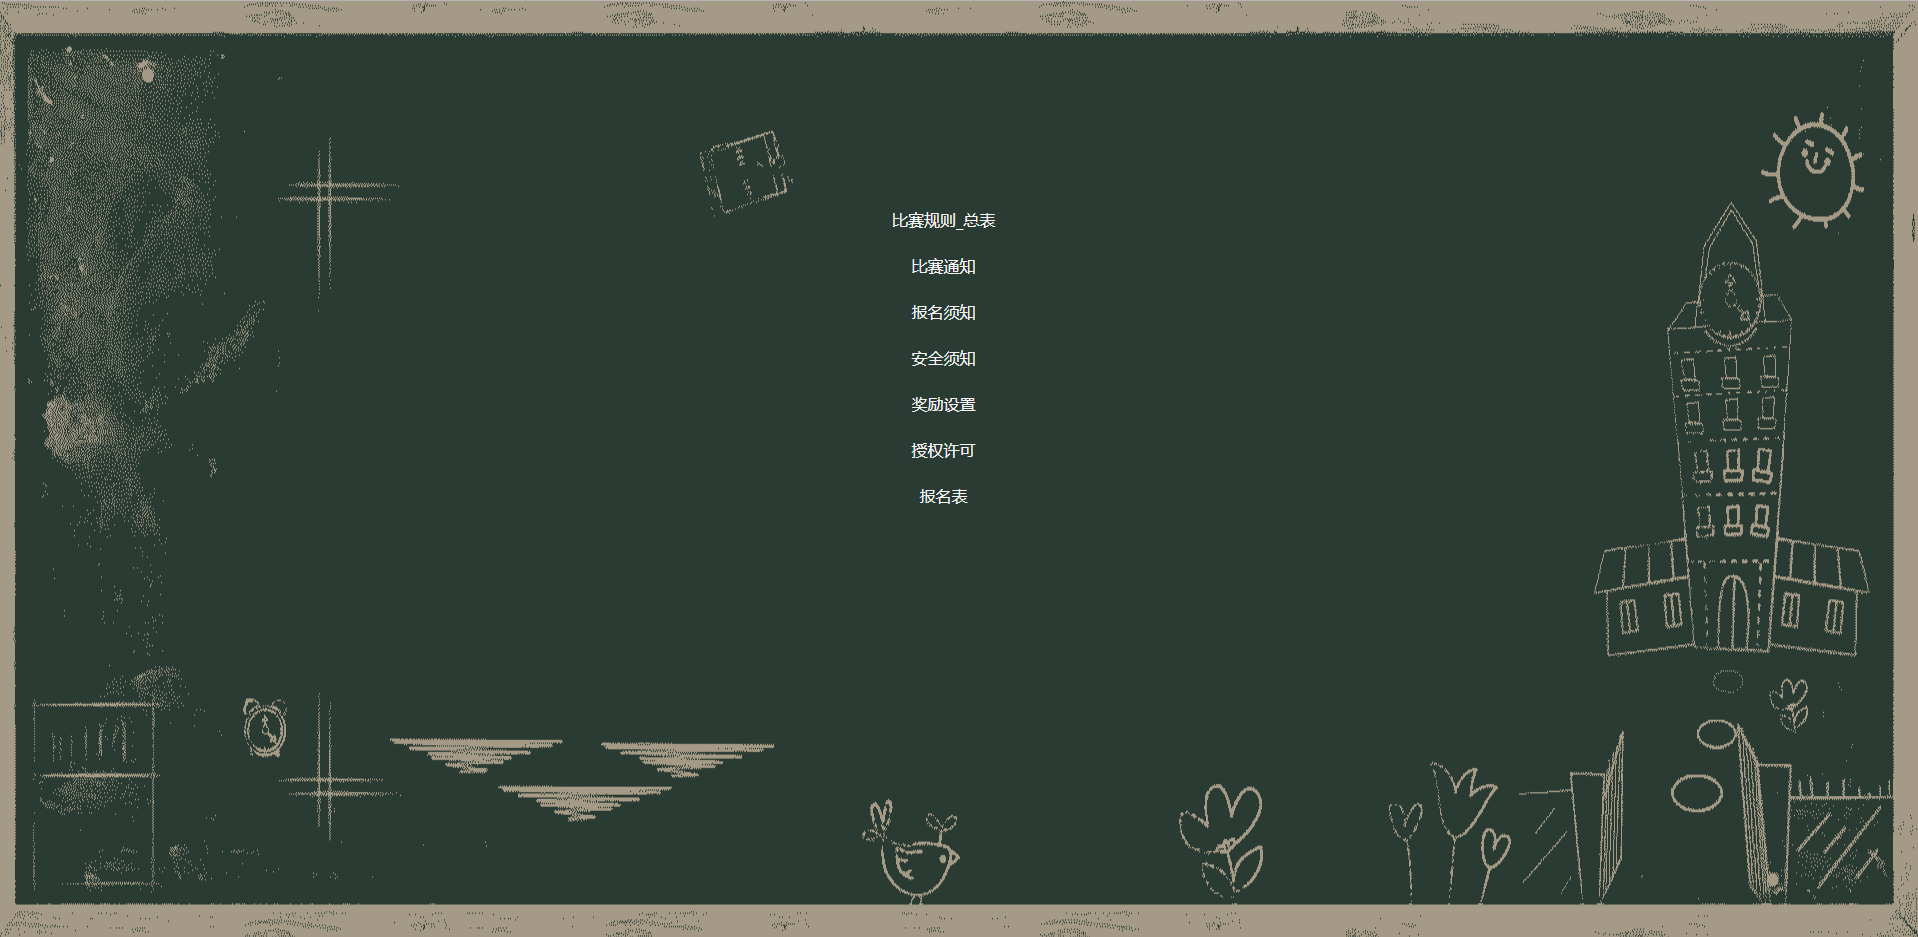 比赛规则_总表
比赛通知
报名须知
安全须知
奖励设置
授权许可
报名表